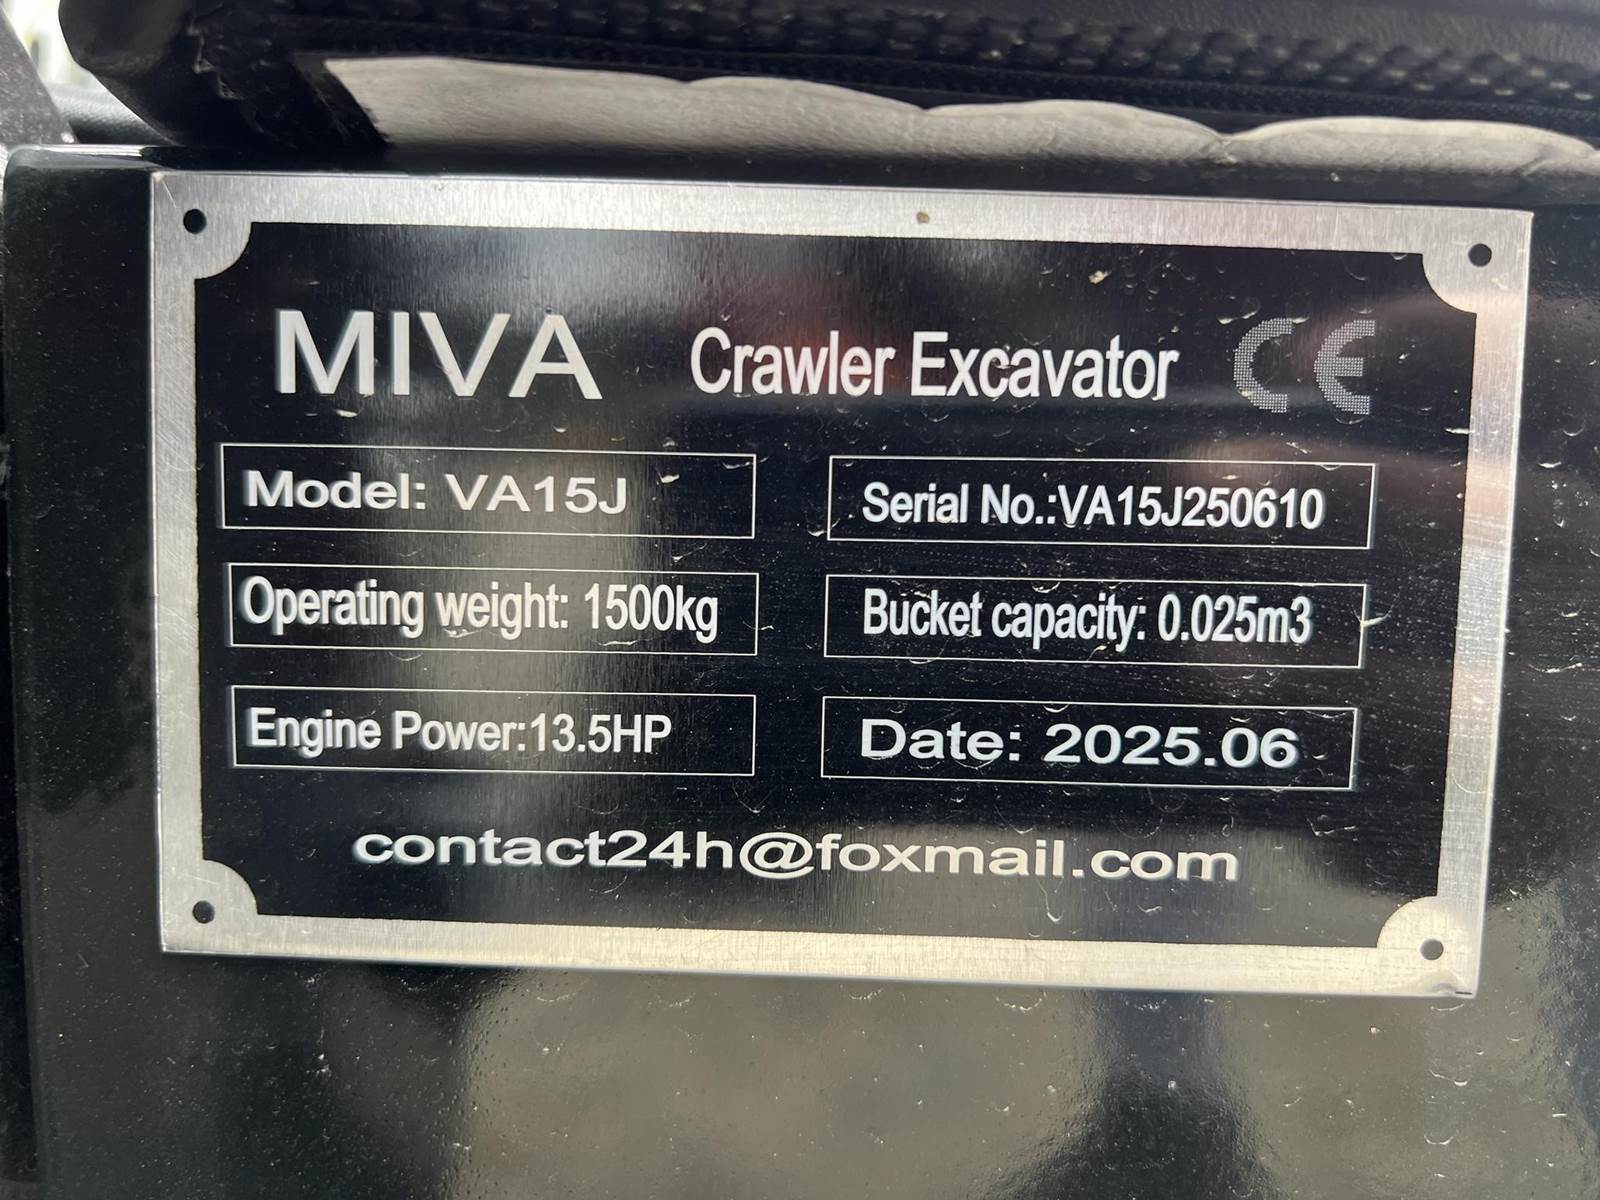 MIVA Crawler Excavator CE
Model: VA15J
Serial No.:VA15J250610
Operating weight: 1500kg
Bucket capacity: 0.025m3
Engine Power:13.5HP
Date: 2025.06
contact24h@foxmail.com